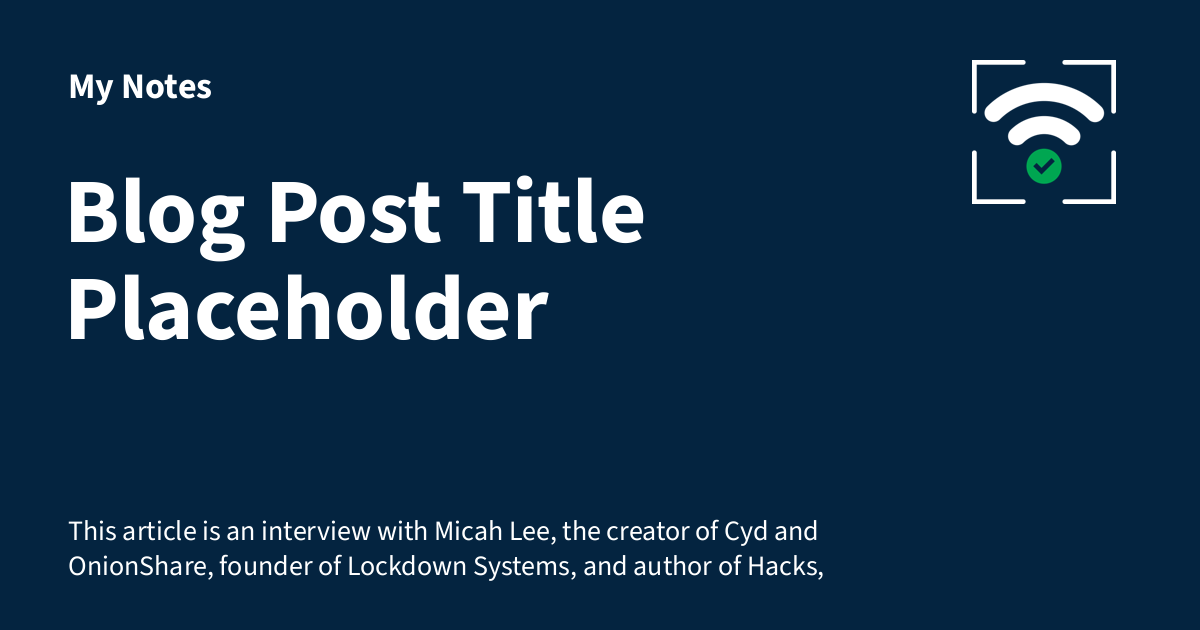 My Notes
Blog Post Title
Placeholder
This article is an interview with Micah Lee, the creator of Cyd and
OnionShare, founder of Lockdown Systems, and author of Hacks,